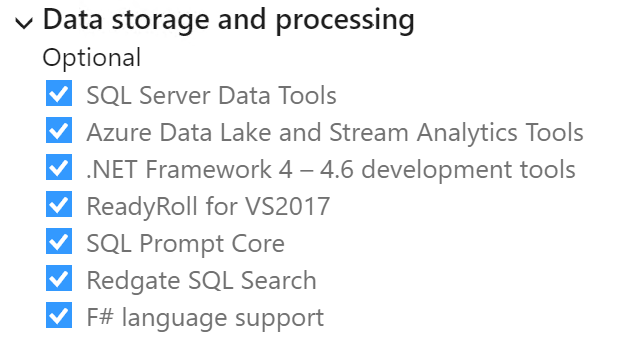 Data storage and processing
Optional
SQL Server Data Tools
Azure Data Lake and Stream Analytics Tools
.NET Framework 4 – 4.6 development tools
ReadyRoll for VS2017
SQL Prompt Core
Redgate SQL Search
F# language support